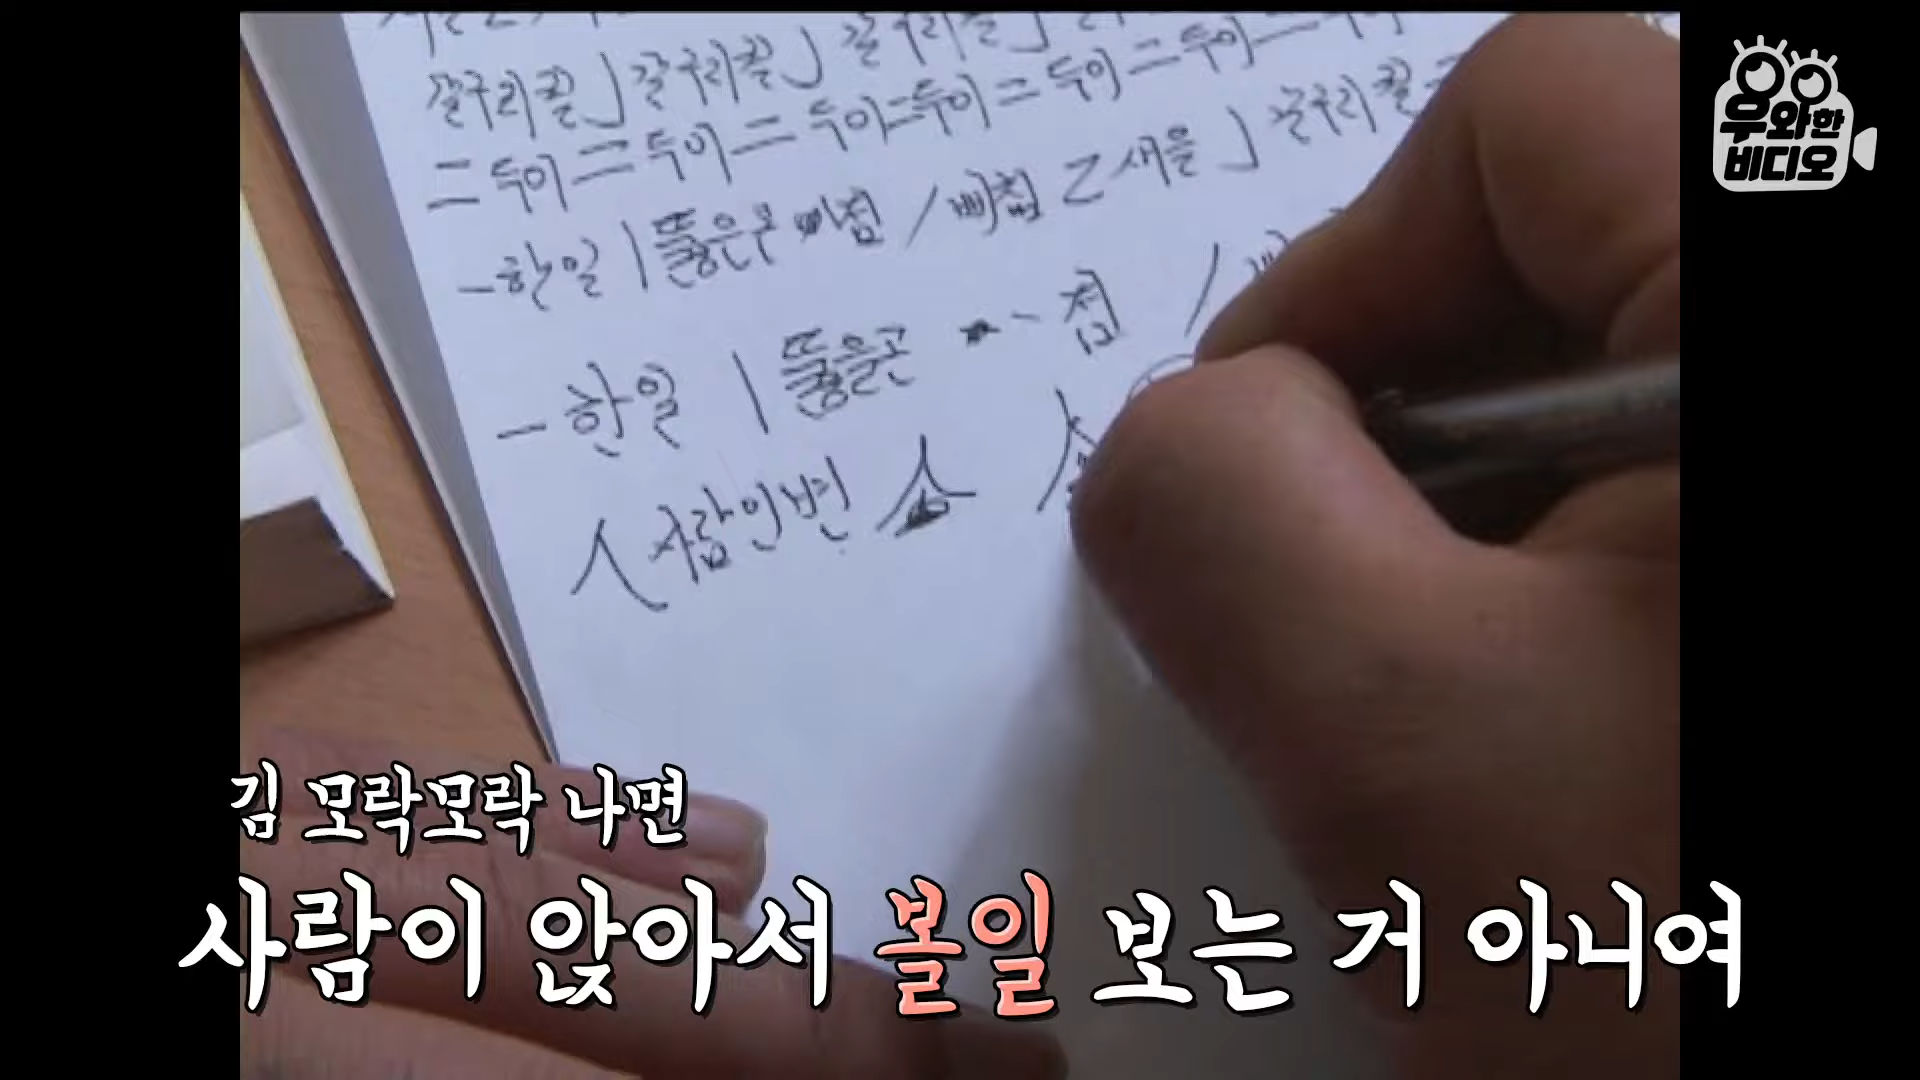 우와한
비디오
갈구리궐 亅 갈구리궐 亅 갈구리궐 亅
二 두이 二 두이 二 두이 二 두이 二 두이 二 두이 二
一 한일 丨 뚫은곤 점 / 삐침 乙 새을 亅 갈구리궐
一 한일 丨 뚫을곤 丶 점 /
人 사람인변
김 모락모락 나면
사람이 앉아서 볼일 보는 거 아니여